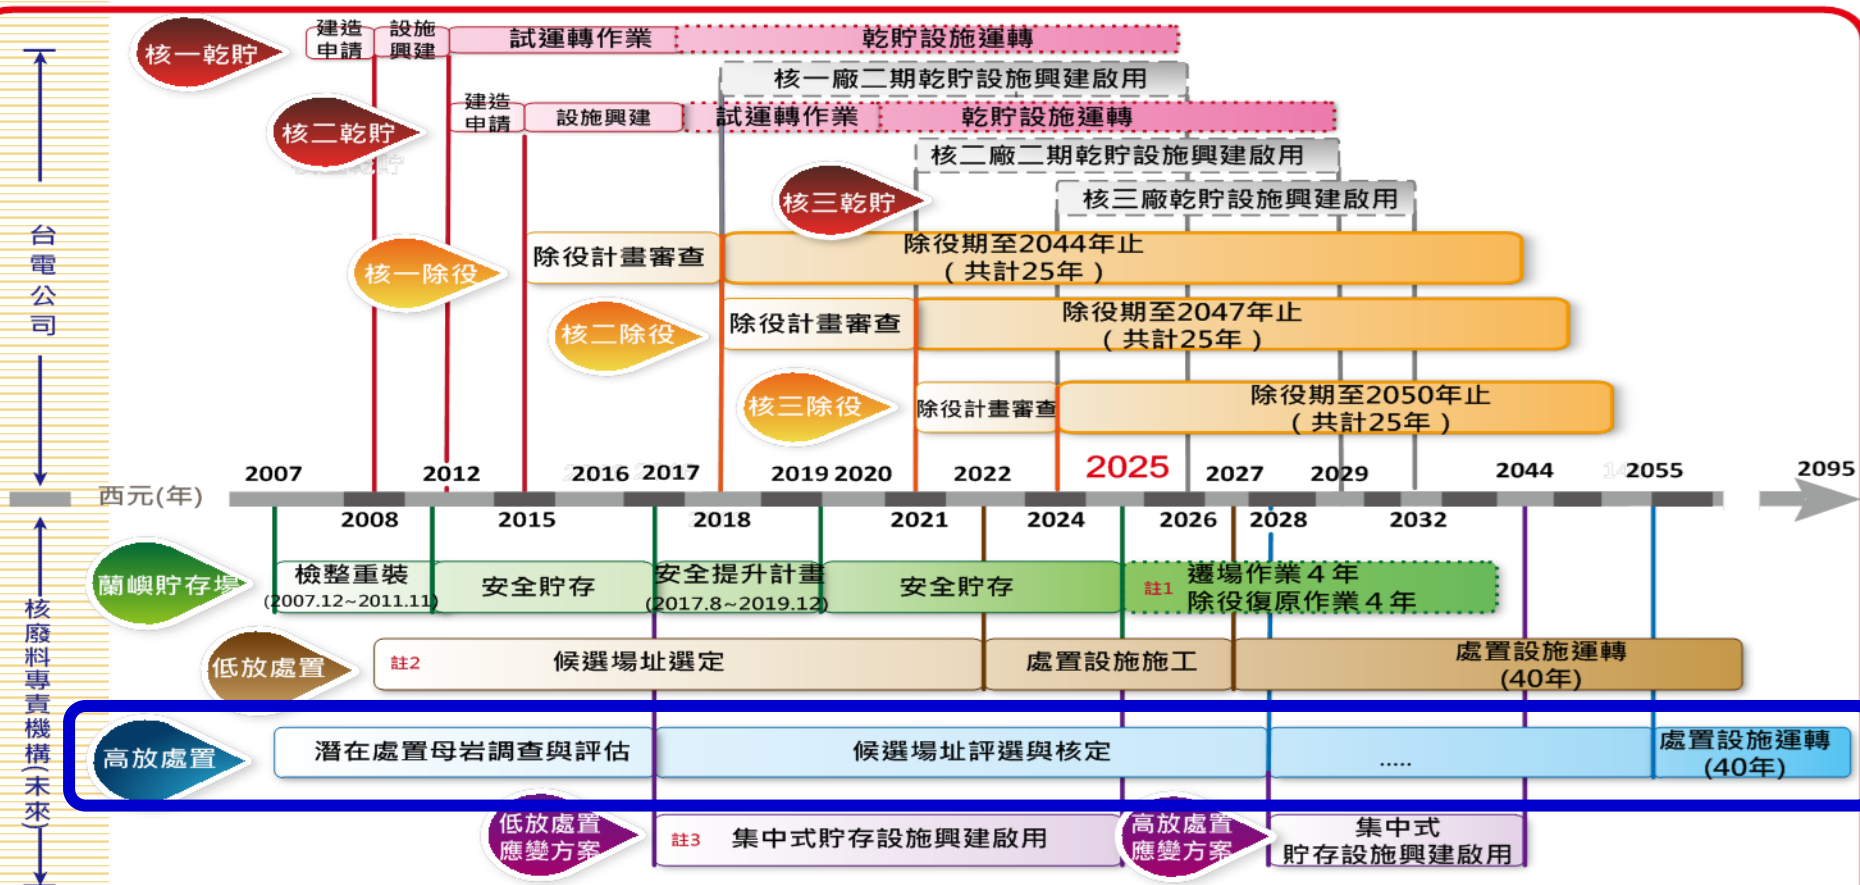 台電公司
核廢料專責機構(未來)
核一乾貯
建造
申請
設施
興建
試運轉作業
乾貯設施運轉
核一廠二期乾貯設施興建啟用
核二乾貯
建造
申請
設施興建
試運轉作業
乾貯設施運轉
核二廠二期乾貯設施興建啟用
核三乾貯
核三廠乾貯設施興建啟用
核一除役
除役計畫審查
除役期至2044年止
(共計25年)
核二除役
除役計畫審查
除役期至2047年止
(共計25年)
核三除役
除役計畫審查
除役期至2050年止
(共計25年)
西元(年)
2007 2012 2016 2017 2019 2020 2022 2025 2027 2029 2044 2055 2095
2008 2015 2018 2021 2024 2026 2028 2032
蘭嶼貯存場
檢整重裝
(2007.12~2011.11)
安全貯存
安全提升計畫
(2017.8~2019.12)
安全貯存
註1
遷場作業4年
除役復原作業4年
低放處置
註2
候選場址選定
處置設施施工
處置設施運轉
(40年)
高放處置
潛在處置母岩調查與評估
候選場址評選與核定
.....
處置設施運轉
(40年)
低放處置
應變方案
註3
集中式貯存設施興建啟用
高放處置
應變方案
集中式
貯存設施興建啟用